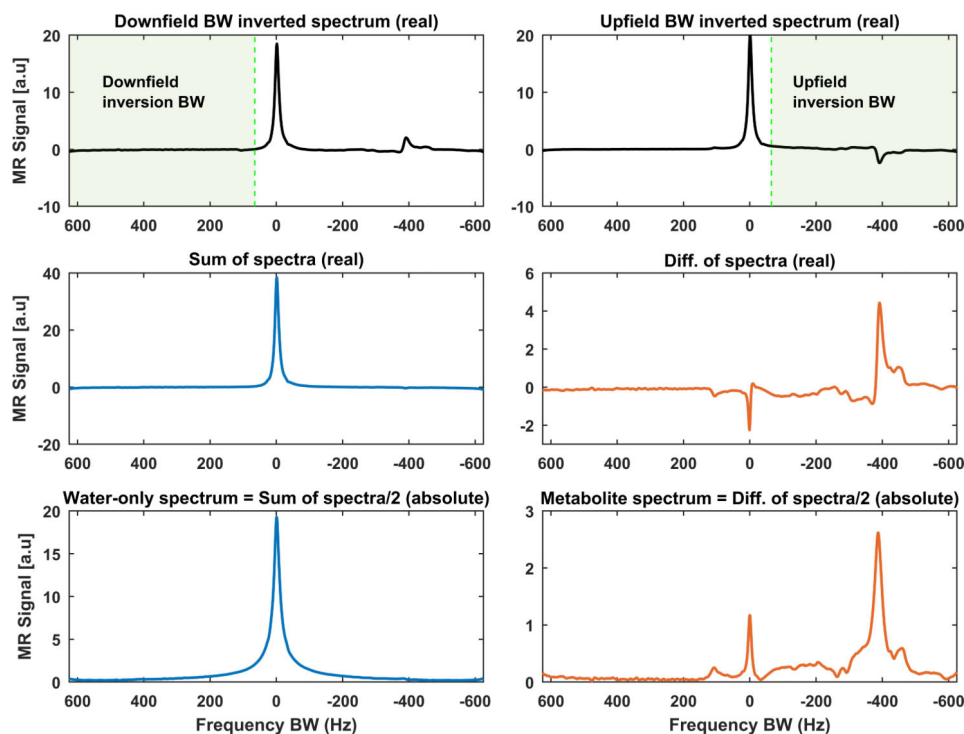 Downfield BW inverted spectrum (real)
MR Signal [a.u]
20
10
0
-10
Downfield
inversion BW
600 400 200 0 -200 -400 -600
Upfield BW inverted spectrum (real)
20
10
0
-10
Upfield
inversion BW
600 400 200 0 -200 -400 -600
Sum of spectra (real)
MR Signal [a.u]
40
20
0
-20
600 400 200 0 -200 -400 -600
Diff. of spectra (real)
6
4
2
0
-2
600 400 200 0 -200 -400 -600
Water-only spectrum = Sum of spectra/2 (absolute)
MR Signal [a.u]
20
15
10
5
0
600 400 200 0 -200 -400 -600
Frequency BW (Hz)
Metabolite spectrum = Diff. of spectra/2 (absolute)
3
2
1
0
600 400 200 0 -200 -400 -600
Frequency BW (Hz)